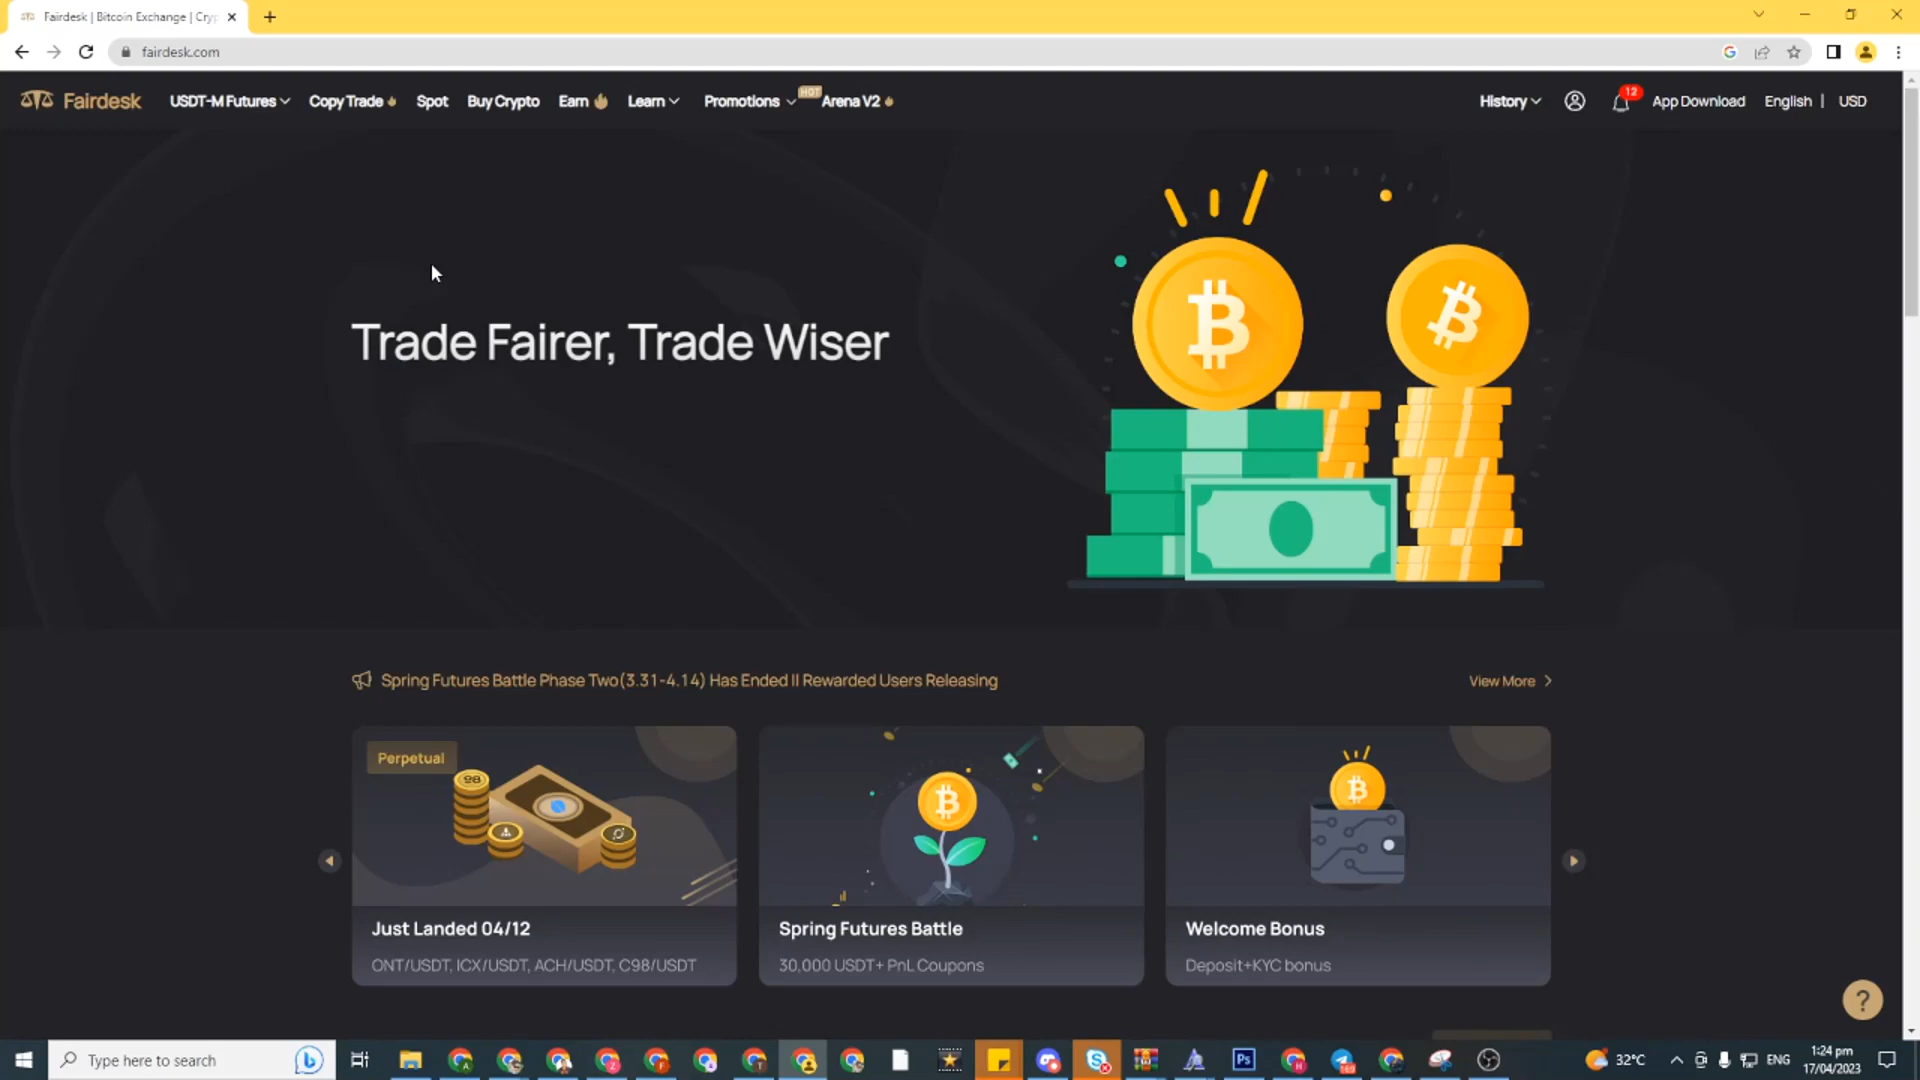 Fairdesk | Bitcoin Exchange | Cry
fairdesk.com
Fairdesk
USDT-M Futures
Copy Trade
Spot
Buy Crypto
Earn
Learn
Promotions
HOT
Arena V2
History
12
App Download
English | USD
Trade Fairer, Trade Wiser
Spring Futures Battle Phase Two(3.31-4.14) Has Ended II Rewarded Users Releasing
View More
Perpetual
Just Landed 04/12
ONT/USDT, ICX/USDT, ACH/USDT, C98/USDT
Spring Futures Battle
30,000 USDT+ PnL Coupons
Welcome Bonus
Deposit+KYC bonus
?
Type here to search
Ps
32°C
ENG
1:24 pm
17/04/2023